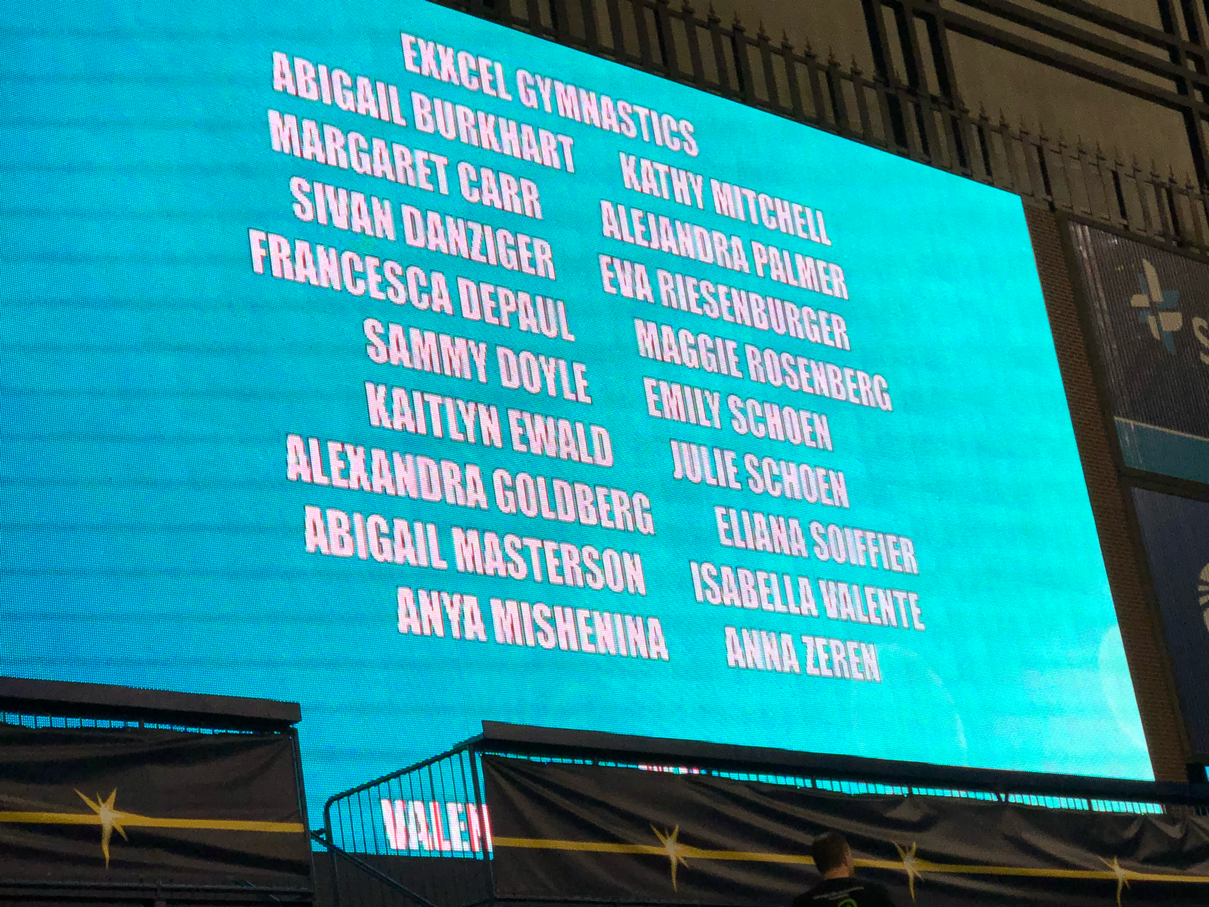 EXXCEL GYMNASTICS
ABIGAIL BURKHART
MARGARET CARR
SIVAN DANZIGER
FRANCESCA DEPAUL
SAMMY DOYLE
KAITLYN EWALD
ALEXANDRA GOLDBERG
ABIGAIL MASTERSON
ANYA MISHENINA
KATHY MITCHELL
ALEJANDRA PALMER
EVA RIESENBURGER
MAGGIE ROSENBERG
EMILY SCHOEN
JULIE SCHOEN
ELIANA SOIFFIER
ISABELLA VALENTE
ANNA ZEREN
VALEN